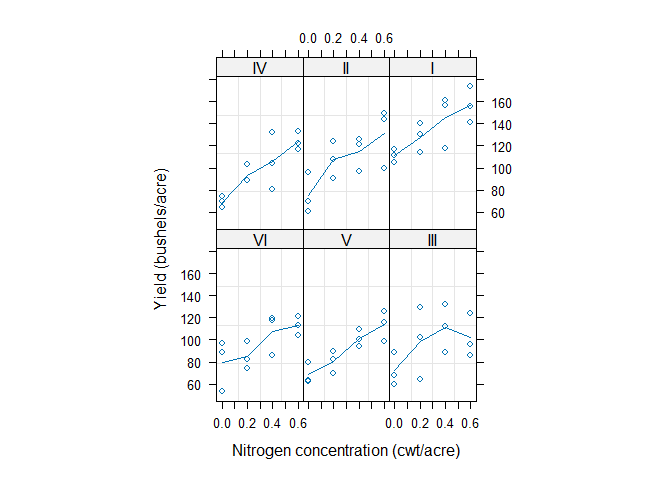 0.0 0.2 0.4 0.6
IV II I
160
140
120
100
80
60
Yield (bushels/acre)
VI V III
160
140
120
100
80
60
0.0 0.2 0.4 0.6 0.0 0.2 0.4 0.6
Nitrogen concentration (cwt/acre)